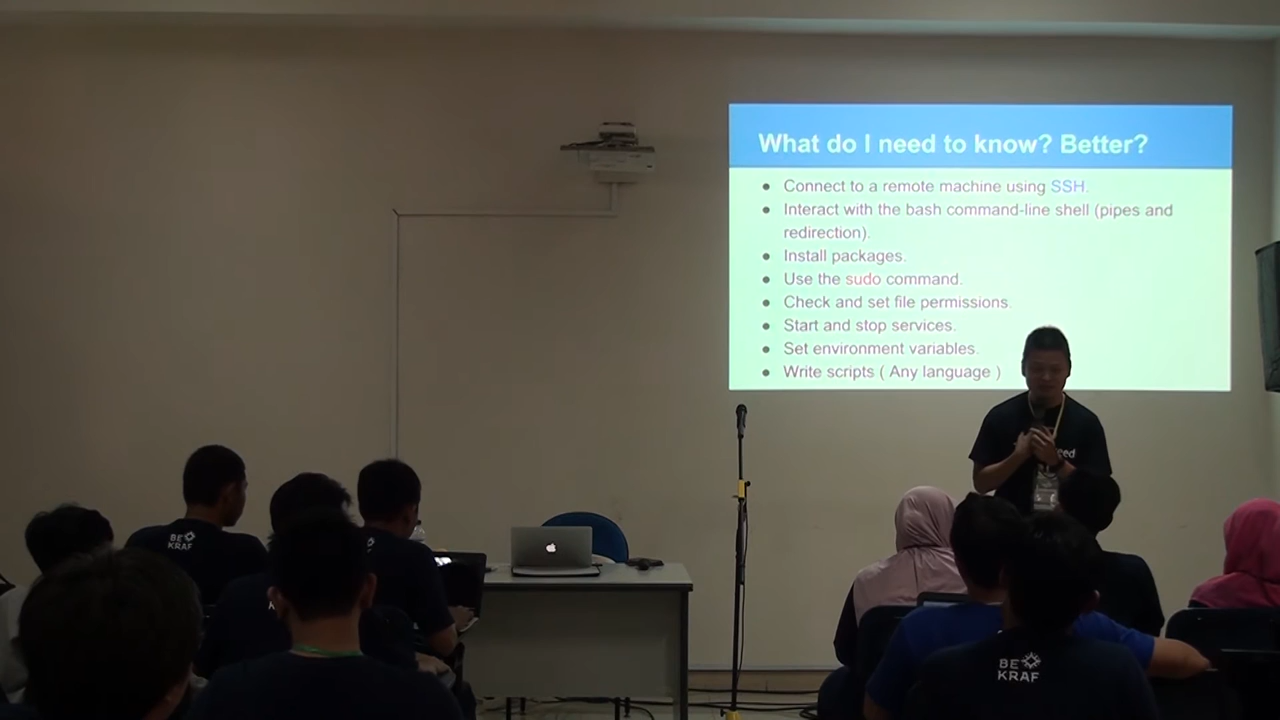 What do I need to know? Better?
Connect to a remote machine using SSH.
Interact with the bash command-line shell (pipes and
redirection).
Install packages.
Use the sudo command.
Check and set file permissions.
Start and stop services.
Set environment variables.
Write scripts ( Any language )
BE
KRAF
BE
KRAF